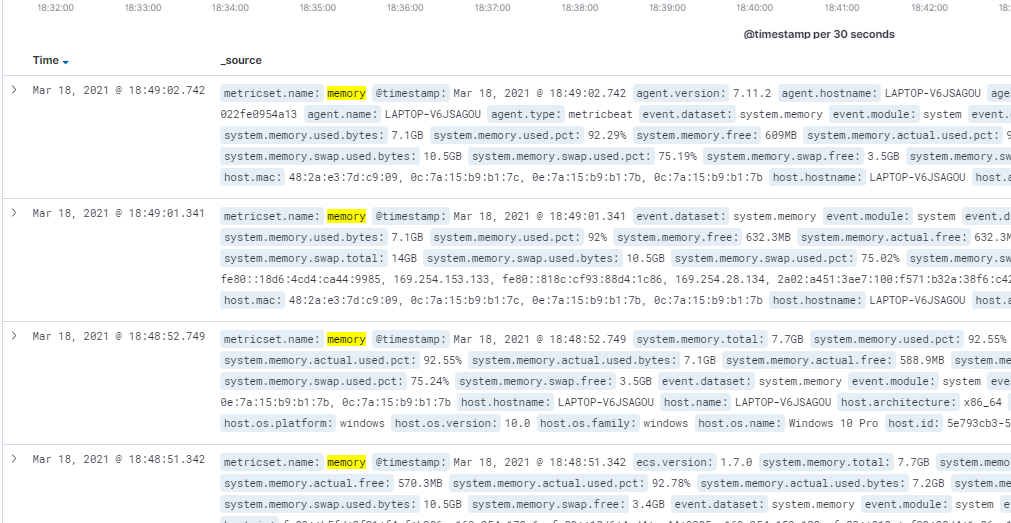 18:32:00 18:33:00 18:34:00 18:35:00 18:36:00 18:37:00 18:38:00 18:39:00 18:40:00 18:41:00 18:42:00 18:
@timestamp per 30 seconds
Time _source
Mar 18, 2021 @ 18:49:02.742 metricset.name: memory @timestamp: Mar 18, 2021 @ 18:49:02.742 agent.version: 7.11.2 agent.hostname: LAPTOP-V6JSAGOU age
022fe0954a13 agent.name: LAPTOP-V6JSAGOU agent.type: metricbeat event.dataset: system.memory event.module: system event.
system.memory.used.bytes: 7.1GB system.memory.used.pct: 92.29% system.memory.free: 609MB system.memory.actual.used.pct: 9
system.memory.swap.used.bytes: 10.5GB system.memory.swap.used.pct: 75.19% system.memory.swap.free: 3.5GB system.memory.sw
host.mac: 48:2a:e3:7d:c9:09, 0c:7a:15:b9:b1:7c, 0e:7a:15:b9:b1:7b, 0c:7a:15:b9:b1:7b host.hostname: LAPTOP-V6JSAGOU host.a
Mar 18, 2021 @ 18:49:01.341 metricset.name: memory @timestamp: Mar 18, 2021 @ 18:49:01.341 event.dataset: system.memory event.module: system event.d
system.memory.used.bytes: 7.1GB system.memory.used.pct: 92% system.memory.free: 632.3MB system.memory.actual.free: 632.3M
system.memory.swap.total: 14GB system.memory.swap.used.bytes: 10.5GB system.memory.swap.used.pct: 75.02%
fe80::18d6:4cd4:ca44:9985, 169.254.153.133, fe80::818c:cf93:88d4:1c86, 169.254.28.134, 2a02:a451:3ae7:100:f571:b32a:38f6:c42
host.mac: 48:2a:e3:7d:c9:09, 0c:7a:15:b9:b1:7c, 0e:7a:15:b9:b1:7b, 0c:7a:15:b9:b1:7b host.hostname: LAPTOP-V6JSAGOU host.a
Mar 18, 2021 @ 18:48:52.749 metricset.name: memory @timestamp: Mar 18, 2021 @ 18:48:52.749 system.memory.total: 7.7GB system.memory.used.pct: 92.55%
system.memory.actual.used.pct: 92.55% system.memory.actual.used.bytes: 7.1GB system.memory.actual.free: 588.9MB system.me
system.memory.swap.used.pct: 75.24% system.memory.swap.free: 3.5GB event.dataset: system.memory event.module: system eve
0e:7a:15:b9:b1:7b, 0c:7a:15:b9:b1:7b host.hostname: LAPTOP-V6JSAGOU host.name: LAPTOP-V6JSAGOU host.architecture: x86_64
host.os.platform: windows host.os.version: 10.0 host.os.family: windows host.os.name: Windows 10 Pro host.id: 5e793cb3-5
Mar 18, 2021 @ 18:48:51.342 metricset.name: memory @timestamp: Mar 18, 2021 @ 18:48:51.342 ecs.version: 1.7.0 system.memory.total: 7.7GB system.memo
system.memory.actual.free: 570.3MB system.memory.actual.used.pct: 92.78% system.memory.actual.used.bytes: 7.2GB system.me
system.memory.swap.used.bytes: 10.5GB system.memory.swap.free: 3.4GB event.dataset: system.memory event.module: system e